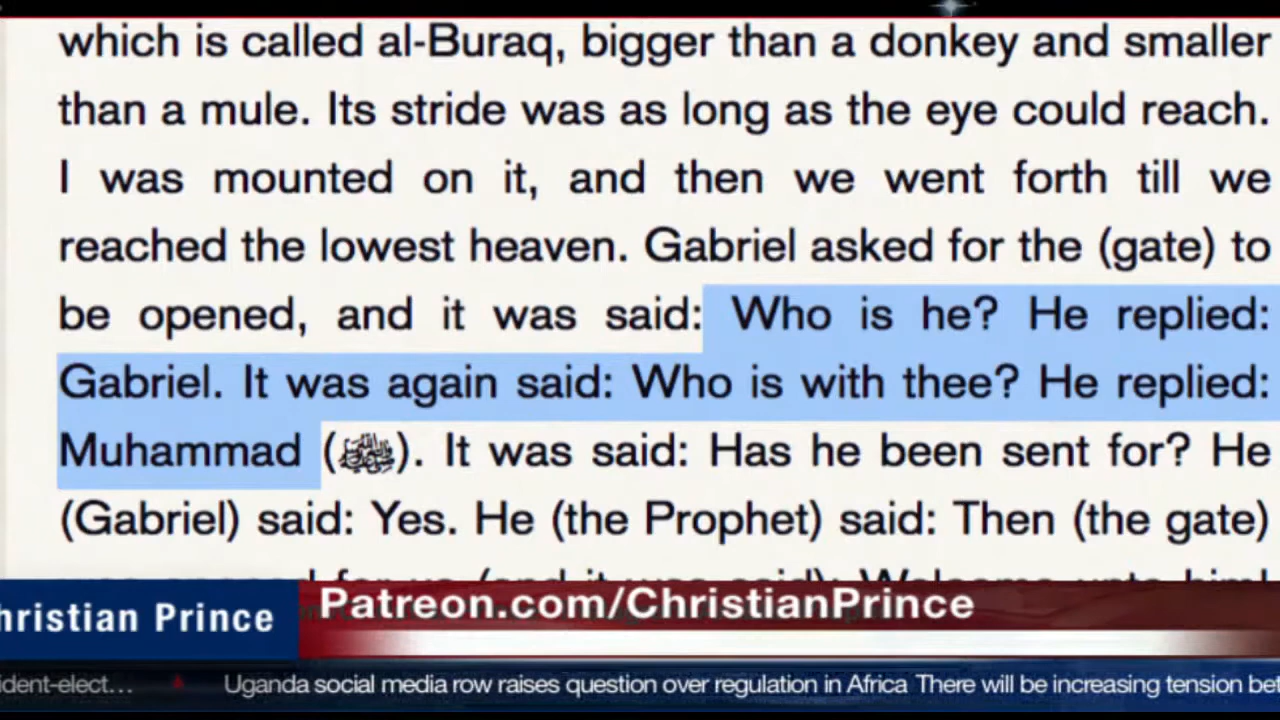 which is called al-Buraq, bigger than a donkey and smaller
than a mule. Its stride was as long as the eye could reach.
I was mounted on it, and then we went forth till we
reached the lowest heaven. Gabriel asked for the (gate) to
be opened, and it was said: Who is he? He replied:
Gabriel. It was again said: Who is with thee? He replied:
Muhammad (ﷺ). It was said: Has he been sent for? He
(Gabriel) said: Yes. He (the Prophet) said: Then (the gate)
hristian Prince
Patreon.com/ChristianPrince
ident-elect… Uganda social media row raises question over regulation in Africa There will be increasing tension bet